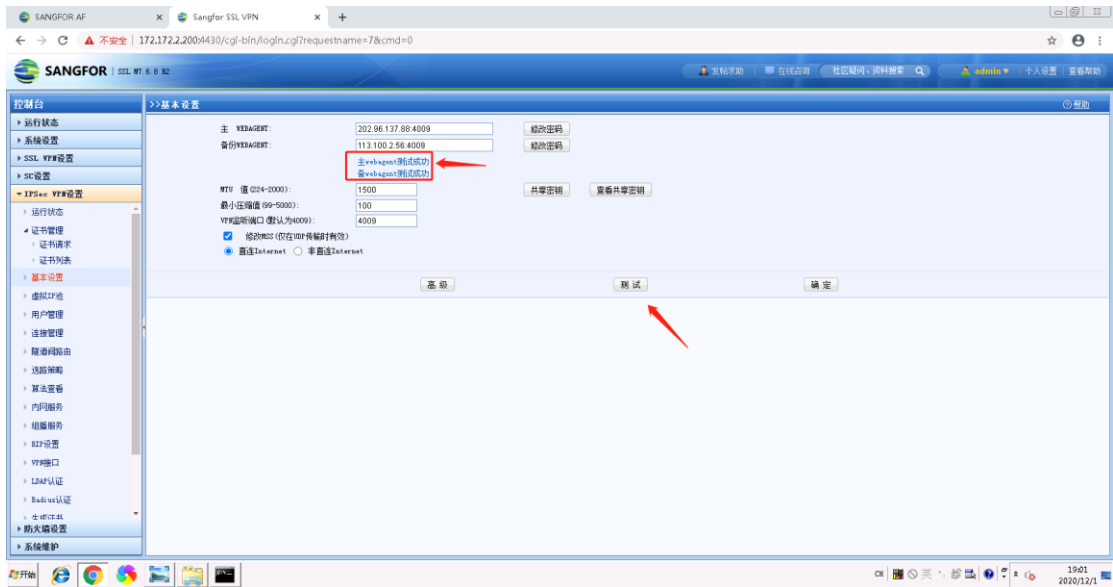 SANGFOR AF
Sangfor SSL VPN
不安全 | 172.172.2.200:4430/cgi-bin/login.cgi?requestname=7&cmd=0
SANGFOR | SSL M7.6.8 R2
发帖求助
在线咨询
社区疑问、资料搜索
admin
个人设置
查看帮助
控制台
>>基本设置
帮助
运行状态
系统设置
SSL VPN设置
SC设置
IPSec VPN设置
运行状态
证书管理
证书请求
证书列表
基本设置
虚拟IP池
用户管理
连接管理
隧道间路由
选路策略
算法查看
内网服务
组播服务
RIP设置
VPN接口
LDAP认证
Radius认证
生成证书
防火墙设置
系统维护
主 WEBAGENT: 202.96.137.88:4009 修改密码
备份WEBAGENT: 113.100.2.56:4009 修改密码
主webagent测试成功
备webagent测试成功
MTU 值(224-2000): 1500 共享密钥 查看共享密钥
最小压缩值(99-5000): 100
VPN监听端口(默认为4009): 4009
修改MSS(仅在UDP传输时有效)
直连Internet 非直连Internet
高级 测试 确定
开始
CH
英
19:01
2020/12/1